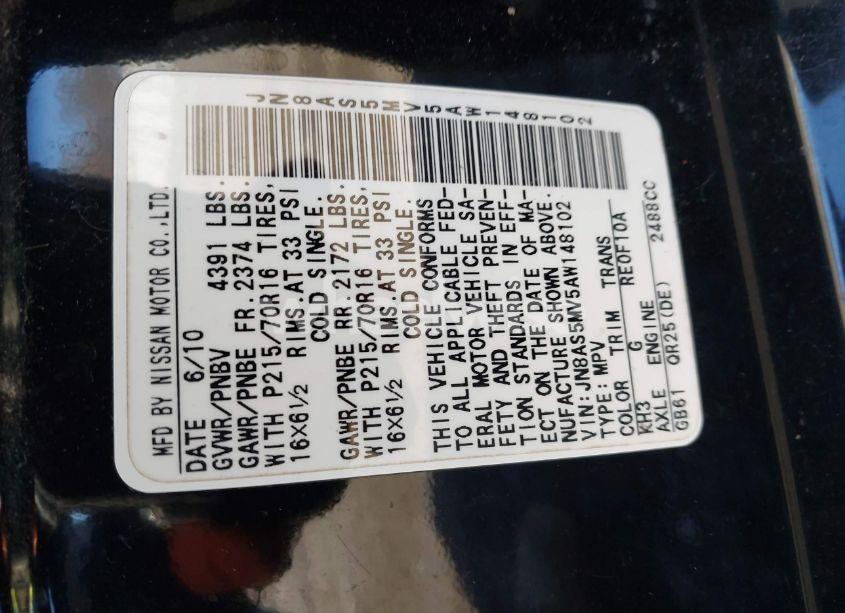 MFD BY NISSAN MOTOR CO.,LTD.
DATE 6/10
GVWR/PNBV 4391 LBS.
GAWR/PNBE FR.2374 LBS.
WITH P215/70R16 TIRES,
16X6½ RIMS.AT 33 PSI
COLD SINGLE.
GAWR/PNBE RR.2172 LBS.
WITH P215/70R16 TIRES,
16X6½ RIMS.AT 33 PSI
COLD SINGLE.
THIS VEHICLE CONFORMS
TO ALL APPLICABLE FED-
ERAL MOTOR VEHICLE SA-
FETY AND THEFT PREVEN-
TION STANDARDS IN EFF-
ECT ON THE DATE OF MA-
NUFACTURE SHOWN ABOVE.
VIN:JN8AS5MV5AW148102
TYPE:MPV
COLOR TRIM TRANS
KH3 G RE0F10A
AXLE ENGINE
GB61 QR25(DE) 2488CC
JN8AS5MV5AW148102